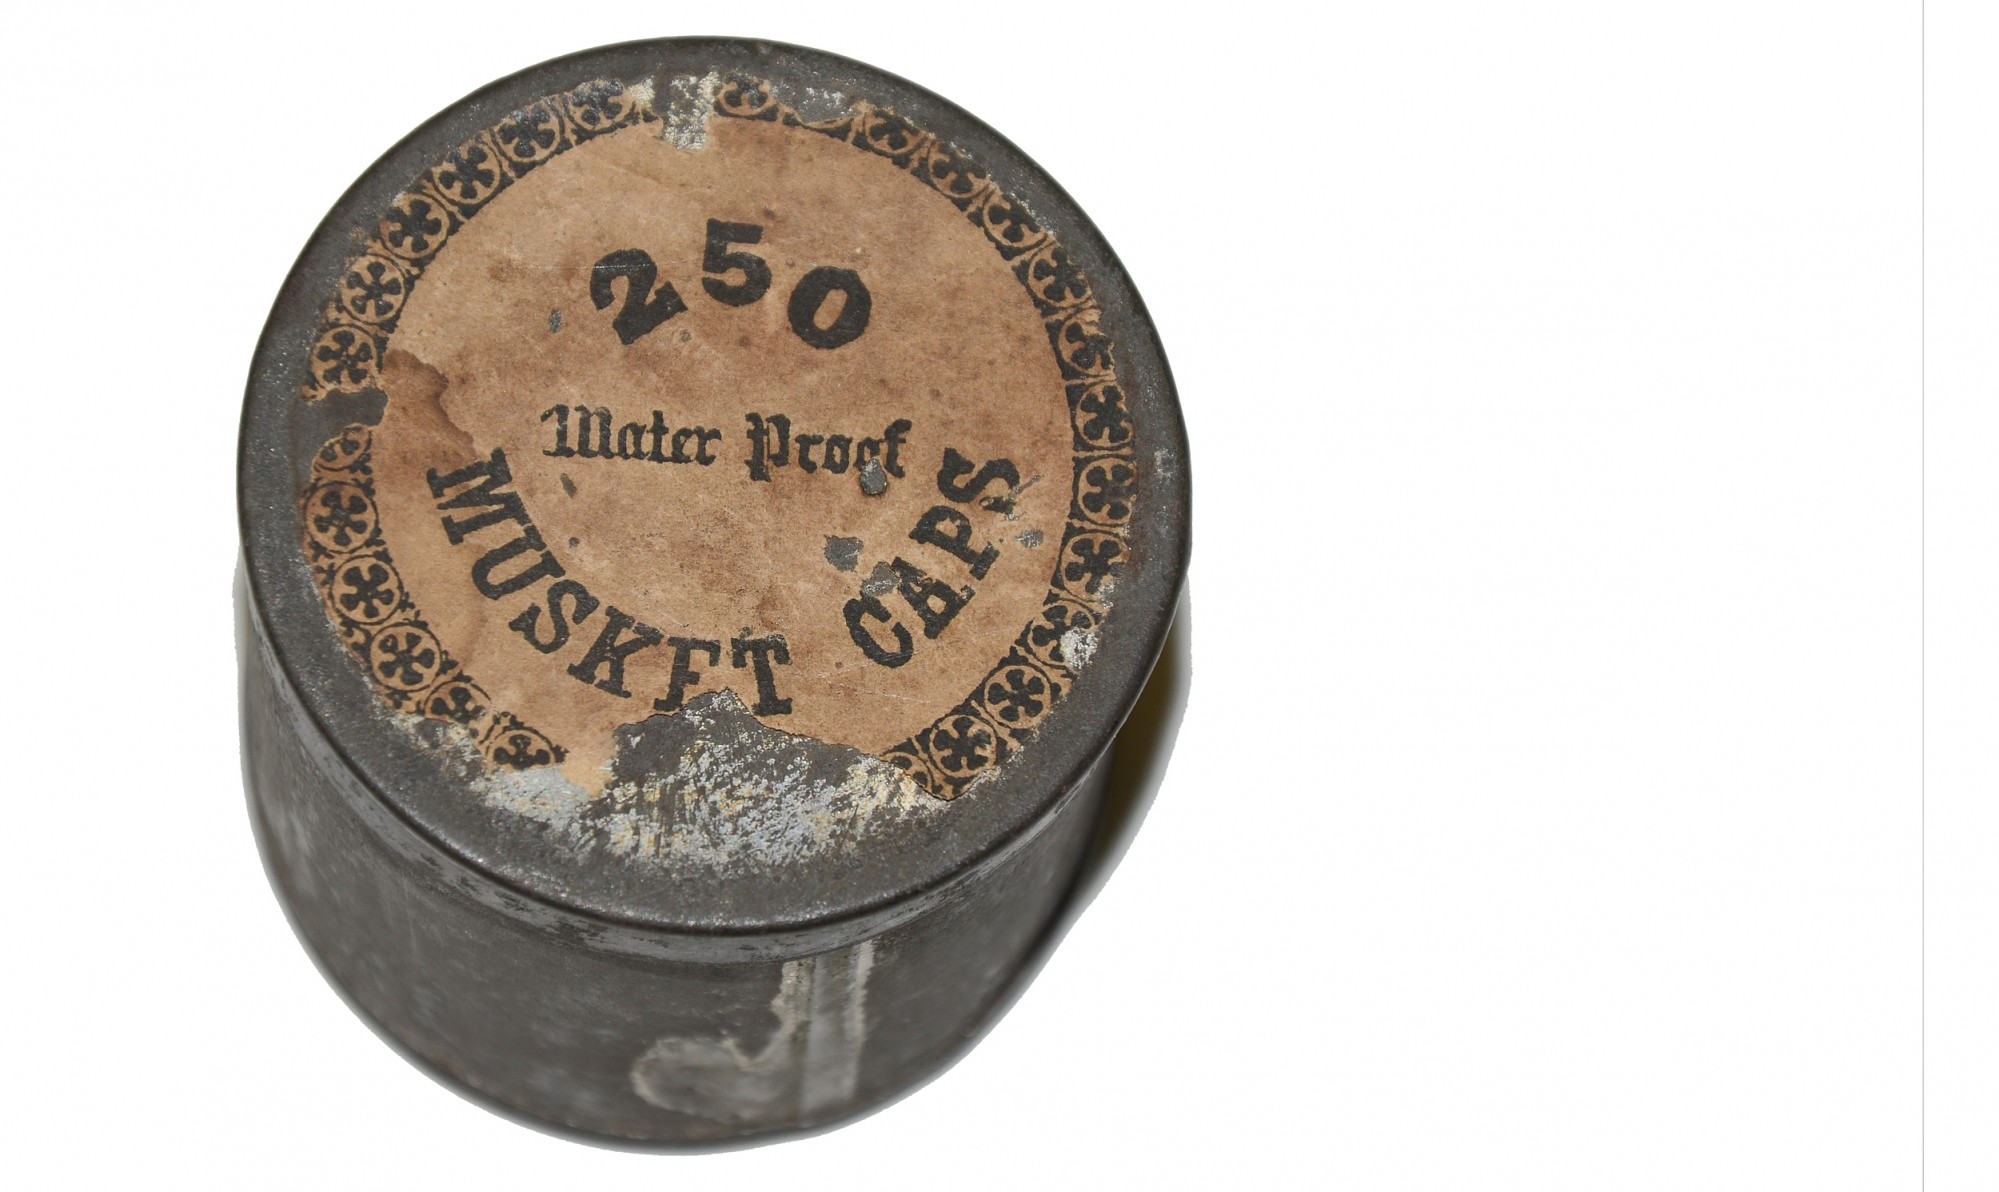 250
Water Proof
MUSKET CAPS